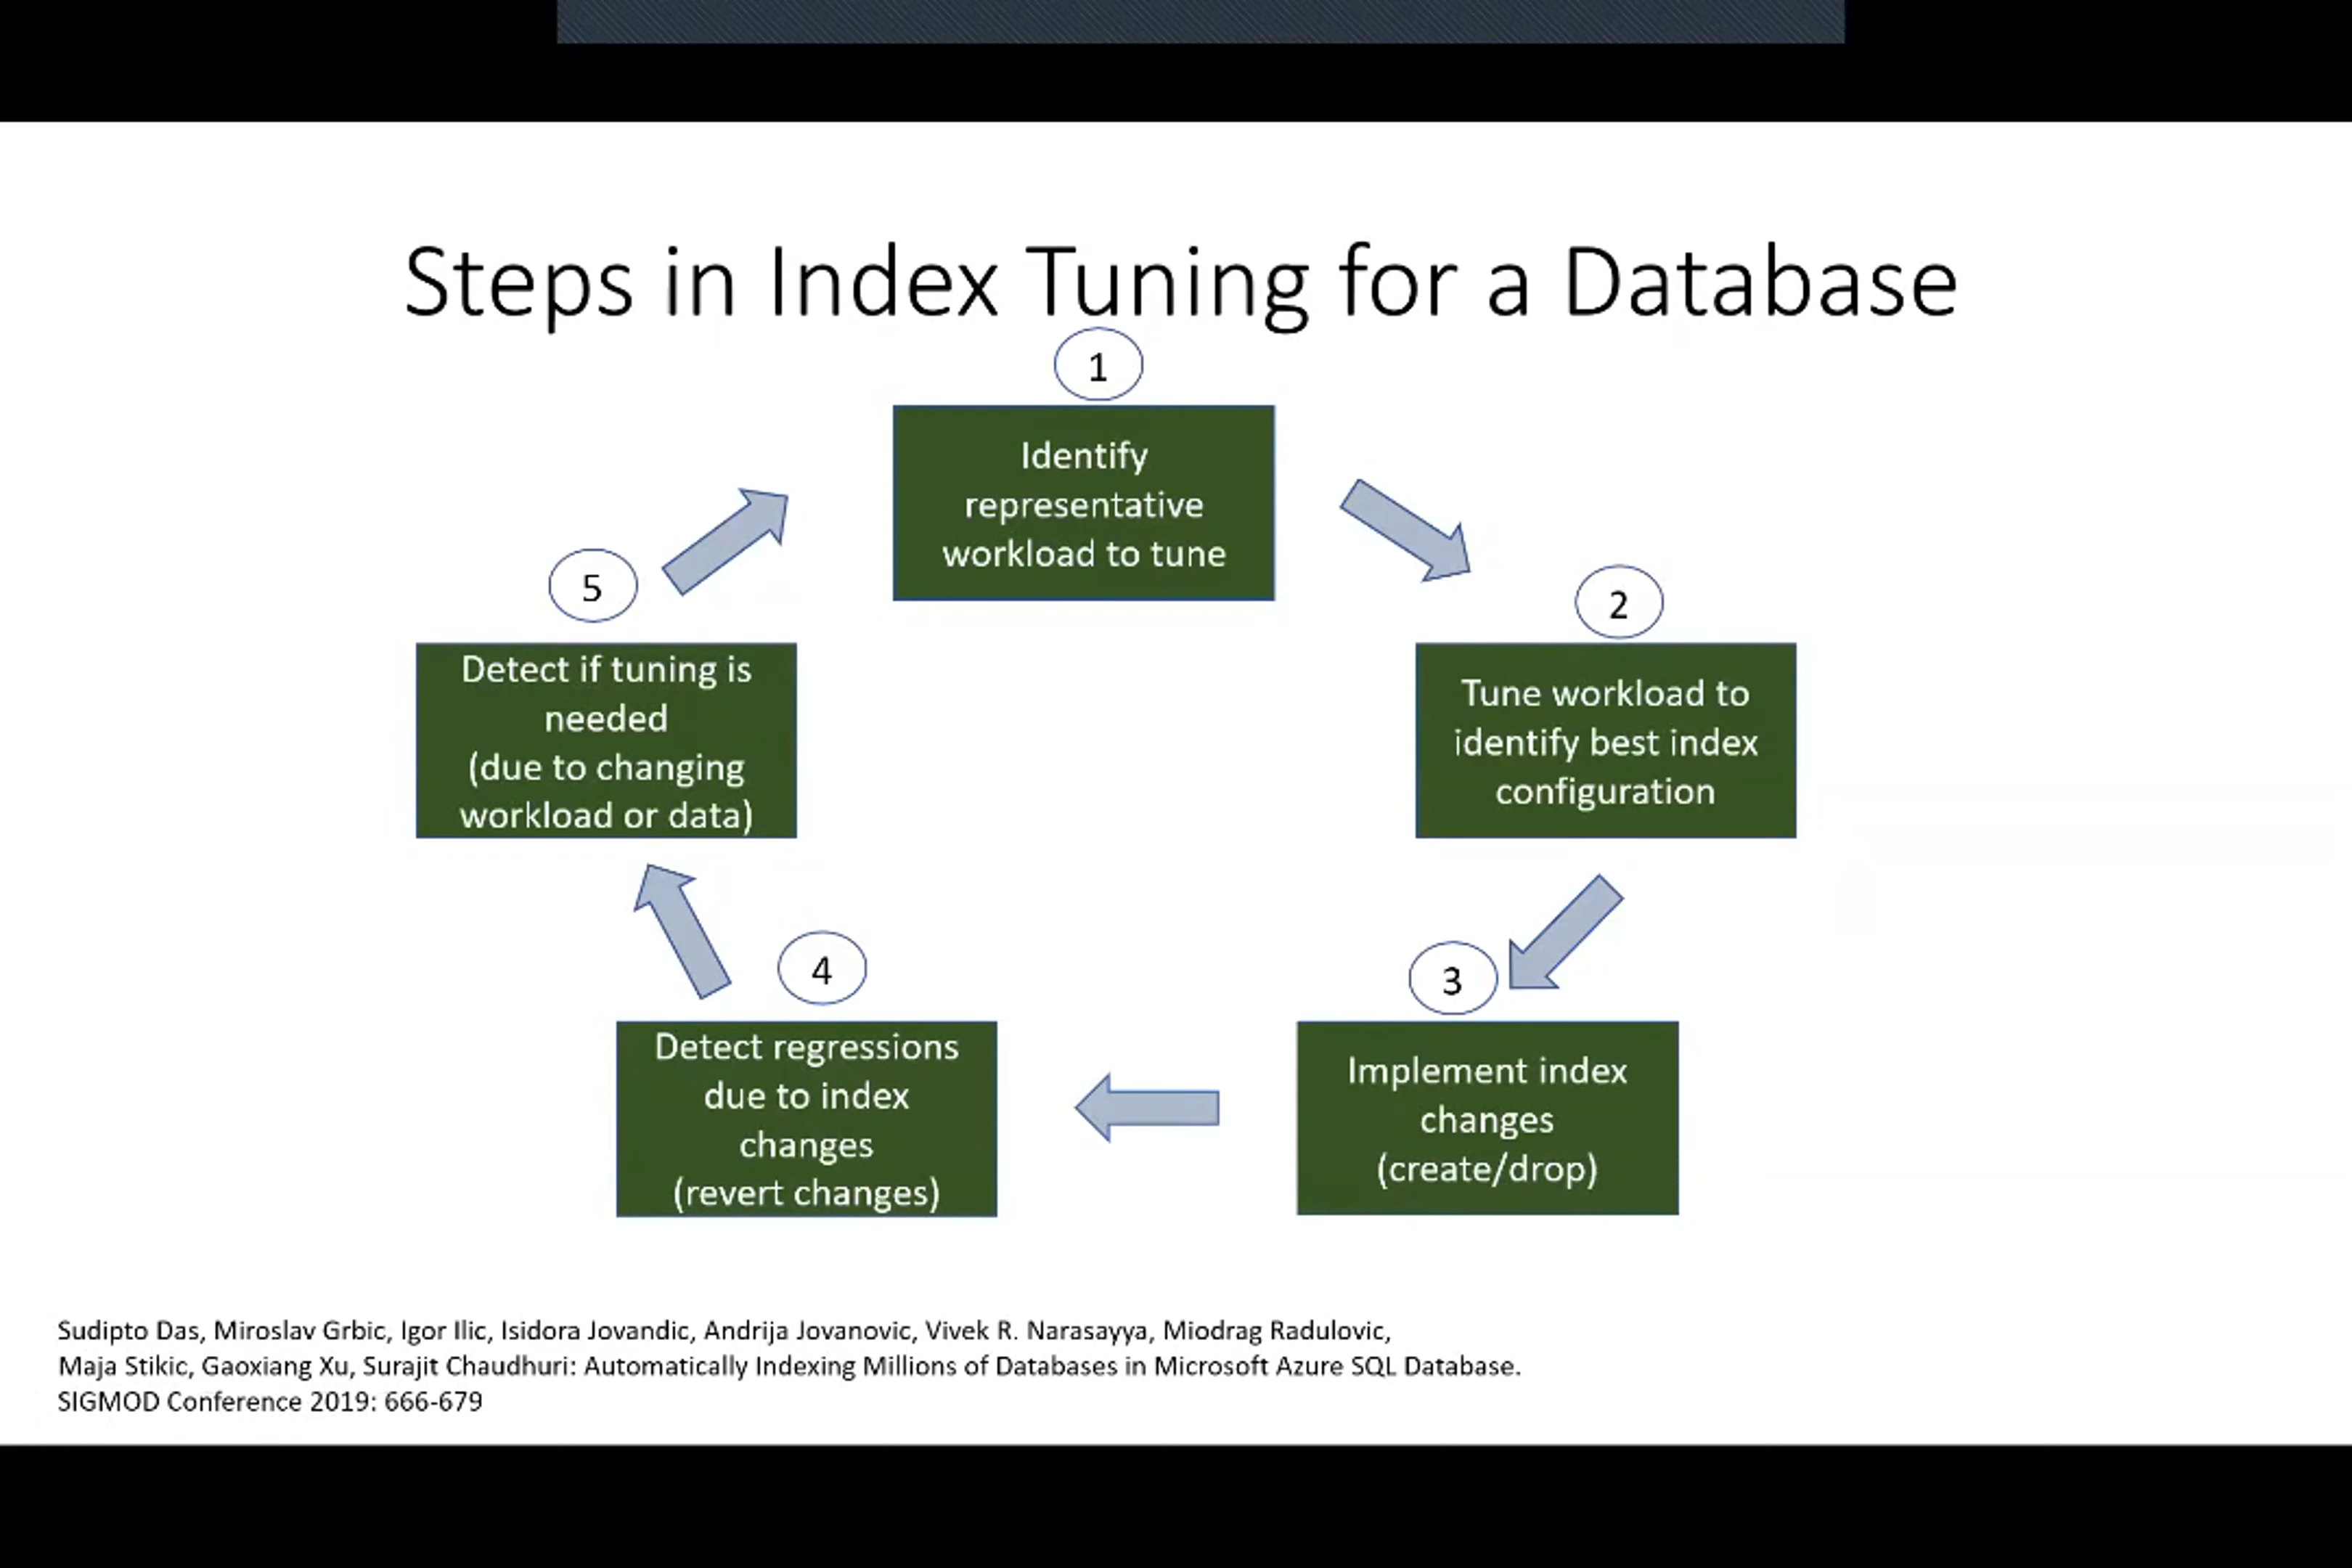 Steps in Index Tuning for a Database
1
Identify
representative
workload to tune
2
Tune workload to
identify best index
configuration
3
Implement index
changes
(create/drop)
4
Detect regressions
due to index
changes
(revert changes)
5
Detect if tuning is
needed
(due to changing
workload or data)
Sudipto Das, Miroslav Grbic, Igor Ilic, Isidora Jovandic, Andrija Jovanovic, Vivek R. Narasayya, Miodrag Radulovic,
Maja Stikic, Gaoxiang Xu, Surajit Chaudhuri: Automatically Indexing Millions of Databases in Microsoft Azure SQL Database.
SIGMOD Conference 2019: 666-679